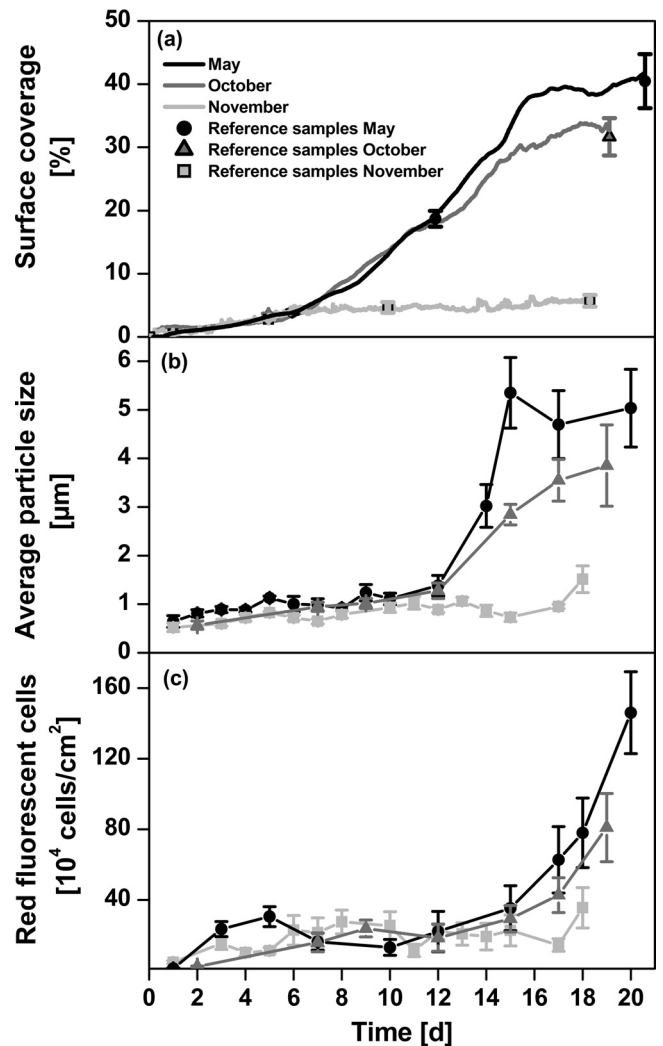 50
(a)
May
40
October
November
30
Reference samples May
Reference samples October
20
Reference samples November
10
0
Surface coverage
[%]
6
(b)
5
4
3
2
1
0
Average particle size
[µm]
160
(c)
120
80
40
Red fluorescent cells
[10⁴ cells/cm²]
0 2 4 6 8 10 12 14 16 18 20
Time [d]